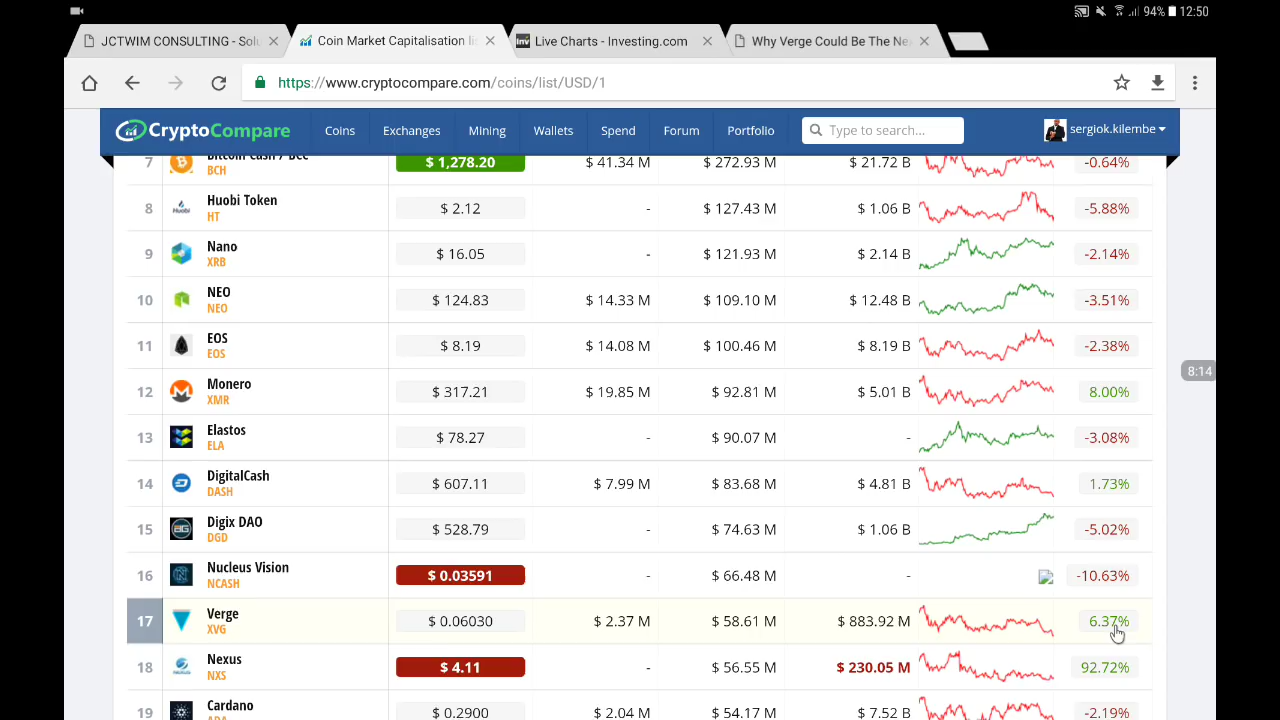 94% 12:50
JCTWIM CONSULTING - Solu
Coin Market Capitalisation li
Inv Live Charts - Investing.com
Why Verge Could Be The Ne
https://www.cryptocompare.com/coins/list/USD/1
CryptoCompare Coins Exchanges Mining Wallets Spend Forum Portfolio Type to search... sergiok.kilembe
7 Bitcoin Cash / BCC $ 1,278.20 $ 41.34 M $ 272.93 M $ 21.72 B -0.64%
BCH
8 Huobi Token $ 2.12 - $ 127.43 M $ 1.06 B -5.88%
HT
9 Nano $ 16.05 - $ 121.93 M $ 2.14 B -2.14%
XRB
10 NEO $ 124.83 $ 14.33 M $ 109.10 M $ 12.48 B -3.51%
NEO
11 EOS $ 8.19 $ 14.08 M $ 100.46 M $ 8.19 B -2.38%
EOS
8:14
12 Monero $ 317.21 $ 19.85 M $ 92.81 M $ 5.01 B 8.00%
XMR
13 Elastos $ 78.27 - $ 90.07 M - -3.08%
ELA
14 DigitalCash $ 607.11 $ 7.99 M $ 83.68 M $ 4.81 B 1.73%
DASH
15 Digix DAO $ 528.79 - $ 74.63 M $ 1.06 B -5.02%
DGD
16 Nucleus Vision $ 0.03591 - $ 66.48 M - -10.63%
NCASH
17 Verge $ 0.06030 $ 2.37 M $ 58.61 M $ 883.92 M 6.37%
XVG
18 Nexus $ 4.11 - $ 56.55 M $ 230.05 M 92.72%
NXS
19 Cardano $ 0.2900 $ 2.04 M $ 54.17 M $ 7.52 B -2.19%
ADA